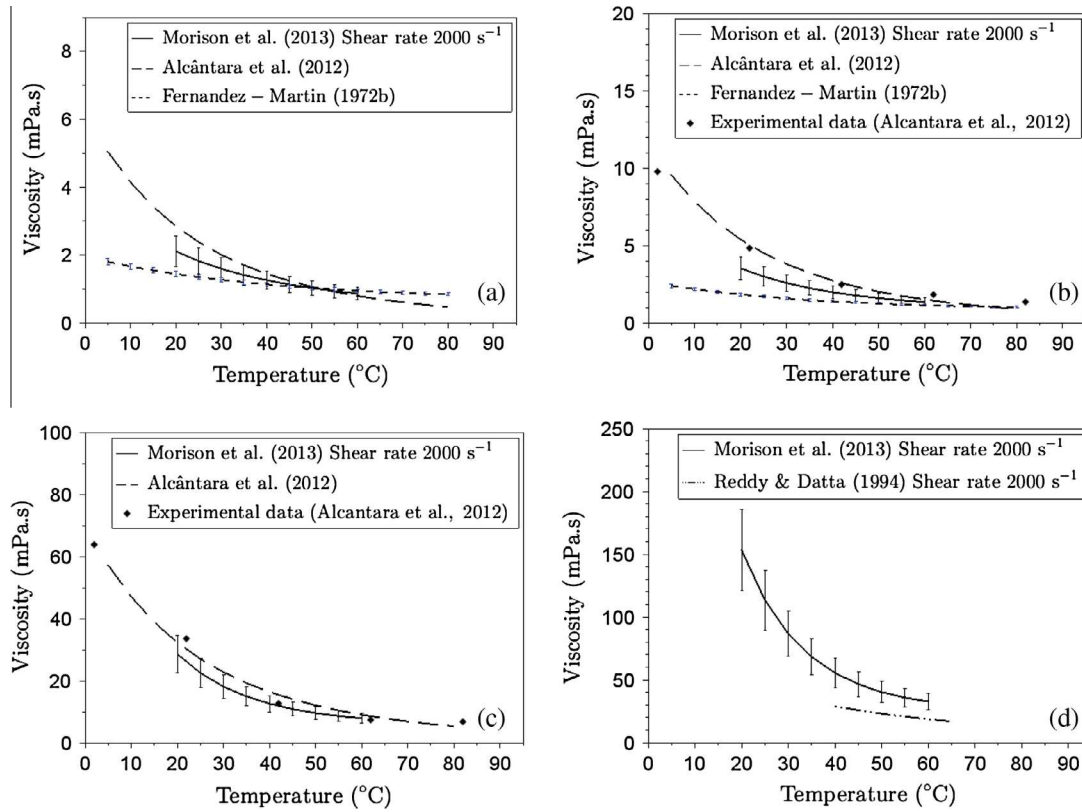 Morison et al. (2013) Shear rate 2000 s⁻¹
Alcântara et al. (2012)
Fernandez – Martin (1972b)
Viscosity (mPa.s)
8
6
4
2
0
(a)
0 10 20 30 40 50 60 70 80 90
Temperature (°C)
Morison et al. (2013) Shear rate 2000 s⁻¹
Alcântara et al. (2012)
Fernandez – Martin (1972b)
Experimental data (Alcantara et al., 2012)
Viscosity (mPa.s)
20
15
10
5
0
(b)
0 10 20 30 40 50 60 70 80 90
Temperature (°C)
Morison et al. (2013) Shear rate 2000 s⁻¹
Alcântara et al. (2012)
Experimental data (Alcantara et al., 2012)
Viscosity (mPa.s)
100
80
60
40
20
0
(c)
0 10 20 30 40 50 60 70 80 90
Temperature (°C)
Morison et al. (2013) Shear rate 2000 s⁻¹
Reddy & Datta (1994) Shear rate 2000 s⁻¹
Viscosity (mPa.s)
250
200
150
100
50
0
(d)
0 10 20 30 40 50 60 70 80 90
Temperature (°C)